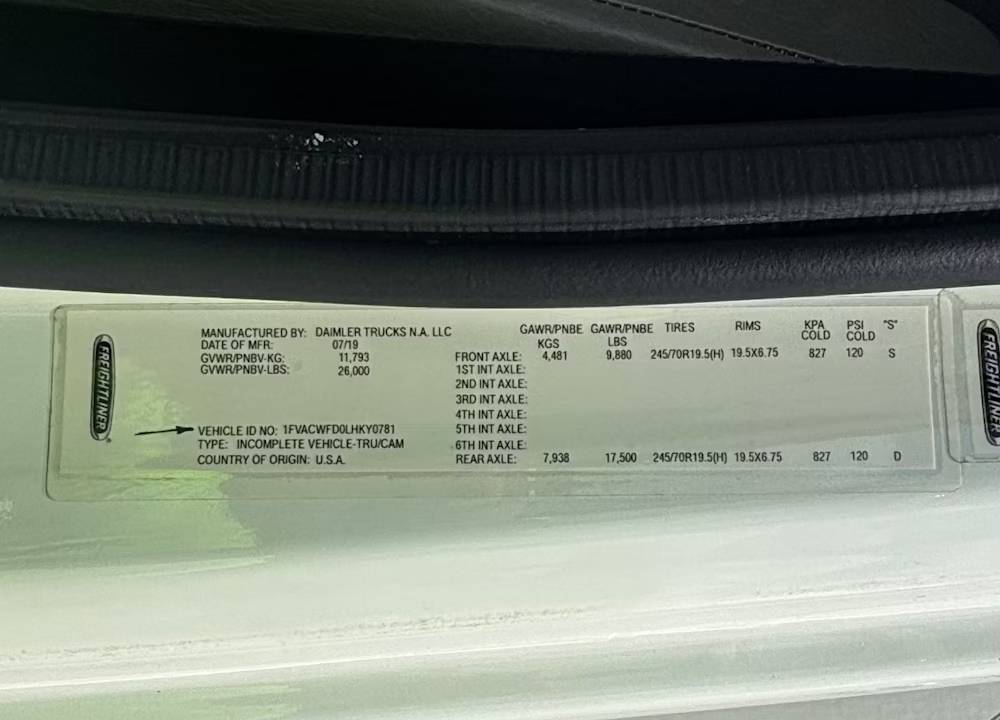 FREIGHTLINER
MANUFACTURED BY: DAIMLER TRUCKS N.A. LLC
DATE OF MFR: 07/19
GVWR/PNBV-KG: 11,793
GVWR/PNBV-LBS: 26,000
VEHICLE ID NO: 1FVACWFD0LHKY0781
TYPE: INCOMPLETE VEHICLE-TRU/CAM
COUNTRY OF ORIGIN: U.S.A.
GAWR/PNBE KGS GAWR/PNBE LBS TIRES RIMS KPA COLD PSI COLD "S"
FRONT AXLE: 4,481 9,880 245/70R19.5(H) 19.5X6.75 827 120 S
1ST INT AXLE:
2ND INT AXLE:
3RD INT AXLE:
4TH INT AXLE:
5TH INT AXLE:
6TH INT AXLE:
REAR AXLE: 7,938 17,500 245/70R19.5(H) 19.5X6.75 827 120 D
FREIGHTLINER